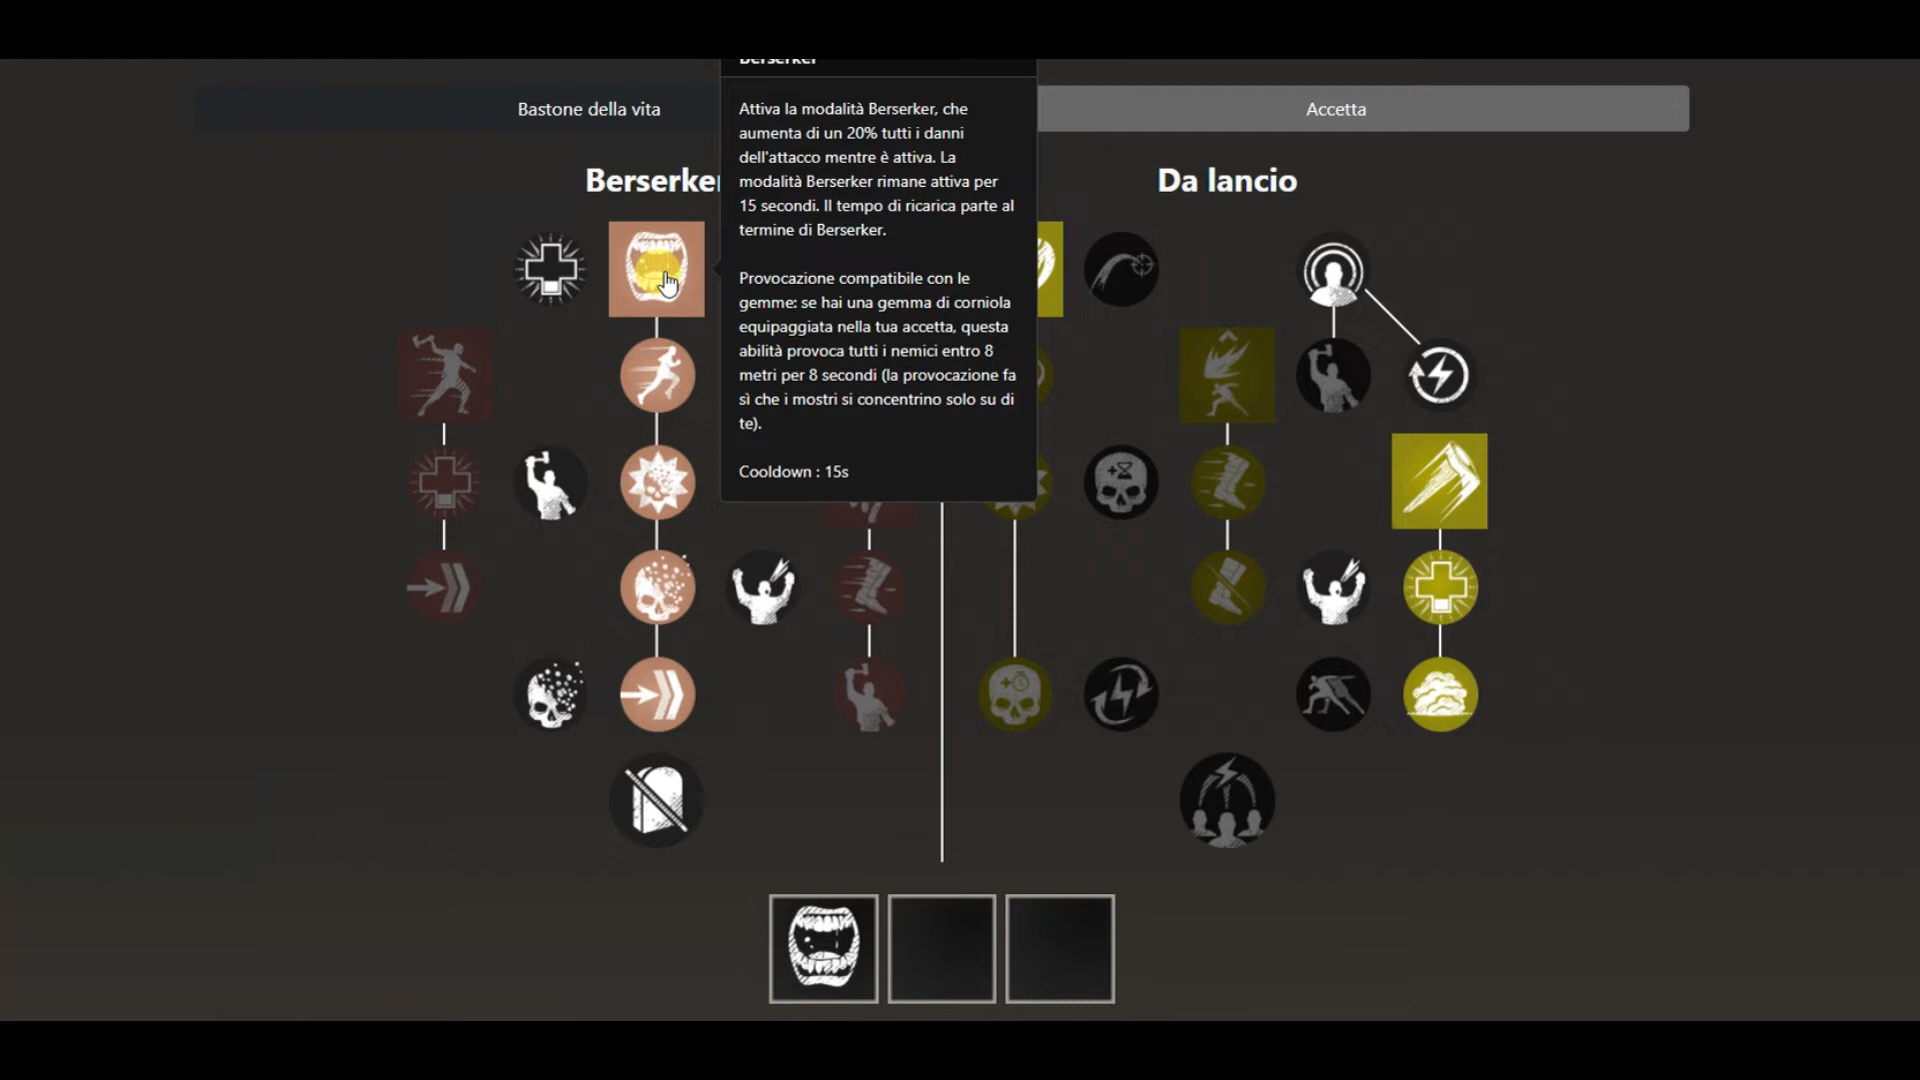 Berserker
Bastone della vita
Accetta
Attiva la modalità Berserker, che
aumenta di un 20% tutti i danni
dell'attacco mentre è attiva. La
modalità Berserker rimane attiva per
15 secondi. Il tempo di ricarica parte al
termine di Berserker.
Provocazione compatibile con le
gemme: se hai una gemma di corniola
equipaggiata nella tua accetta, questa
abilità provoca tutti i nemici entro 8
metri per 8 secondi (la provocazione fa
sì che i mostri si concentrino solo su di
te).
Cooldown : 15s
Berserker
Da lancio